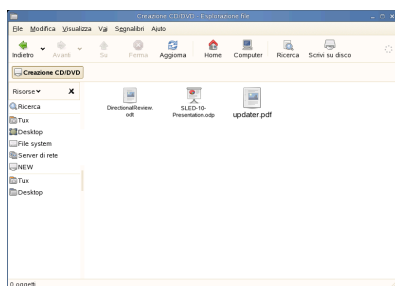 Creazione CD/DVD - Esplorazione file
File Modifica Visualizza Vai Segnalibri Aiuto
Indietro Avanti Su Ferma Aggiorna Home Computer Ricerca Scrivi su disco
Creazione CD/DVD
Risorse
Ricerca
Tux
Desktop
File system
Server di rete
NEW
Tux
Desktop
DirectionalReview.
odt
SLED-10-
Presentation.odp
updater.pdf
0 oggetti